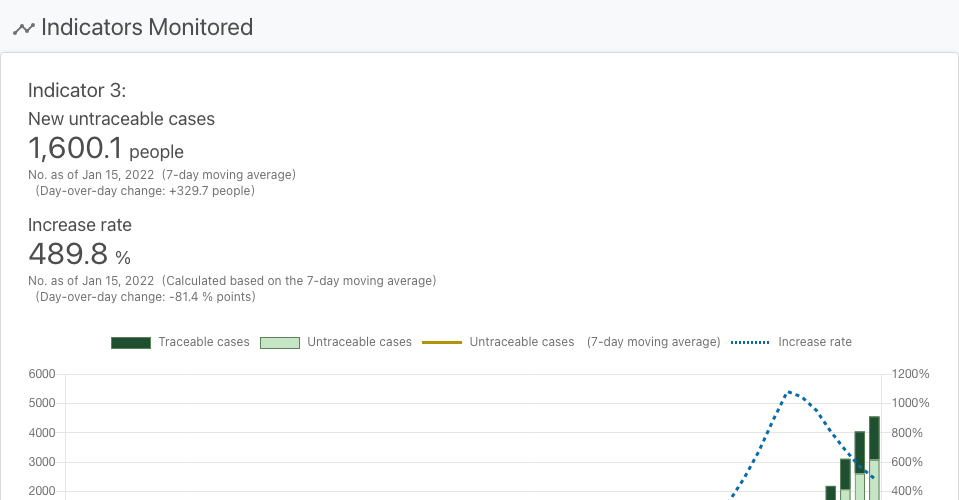 Indicators Monitored
Indicator 3:
New untraceable cases
1,600.1 people
No. as of Jan 15, 2022 (7-day moving average)
(Day-over-day change: +329.7 people)
Increase rate
489.8 %
No. as of Jan 15, 2022 (Calculated based on the 7-day moving average)
(Day-over-day change: -81.4 % points)
Traceable cases Untraceable cases Untraceable cases (7-day moving average) Increase rate
6000 1200%
5000 1000%
4000 800%
3000 600%
2000 400%